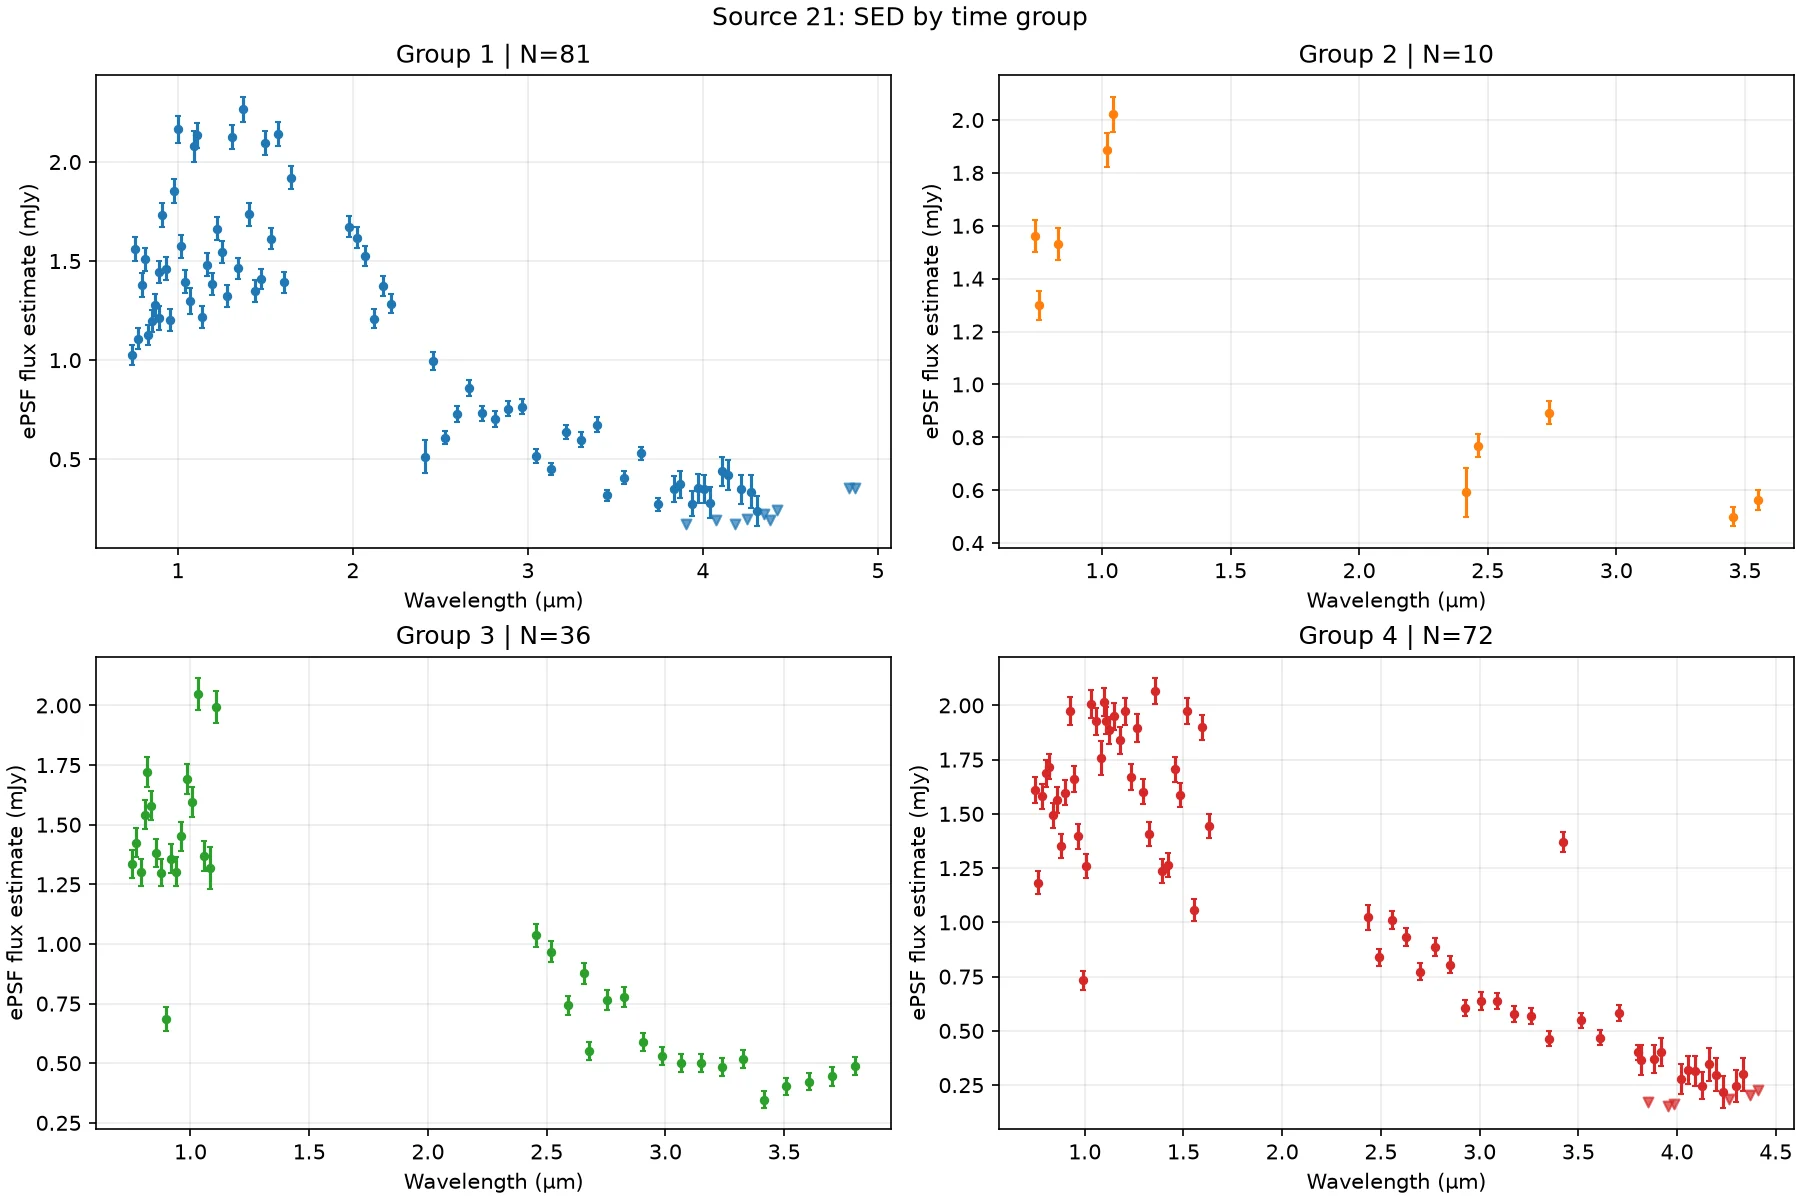 Source 21: SED by time group
Group 1 | N=81
ePSF flux estimate (mJy)
2.0
1.5
1.0
0.5
1 2 3 4 5
Wavelength (μm)
Group 2 | N=10
ePSF flux estimate (mJy)
2.0
1.8
1.6
1.4
1.2
1.0
0.8
0.6
0.4
1.0 1.5 2.0 2.5 3.0 3.5
Wavelength (μm)
Group 3 | N=36
ePSF flux estimate (mJy)
2.00
1.75
1.50
1.25
1.00
0.75
0.50
0.25
1.0 1.5 2.0 2.5 3.0 3.5
Wavelength (μm)
Group 4 | N=72
ePSF flux estimate (mJy)
2.00
1.75
1.50
1.25
1.00
0.75
0.50
0.25
1.0 1.5 2.0 2.5 3.0 3.5 4.0 4.5
Wavelength (μm)